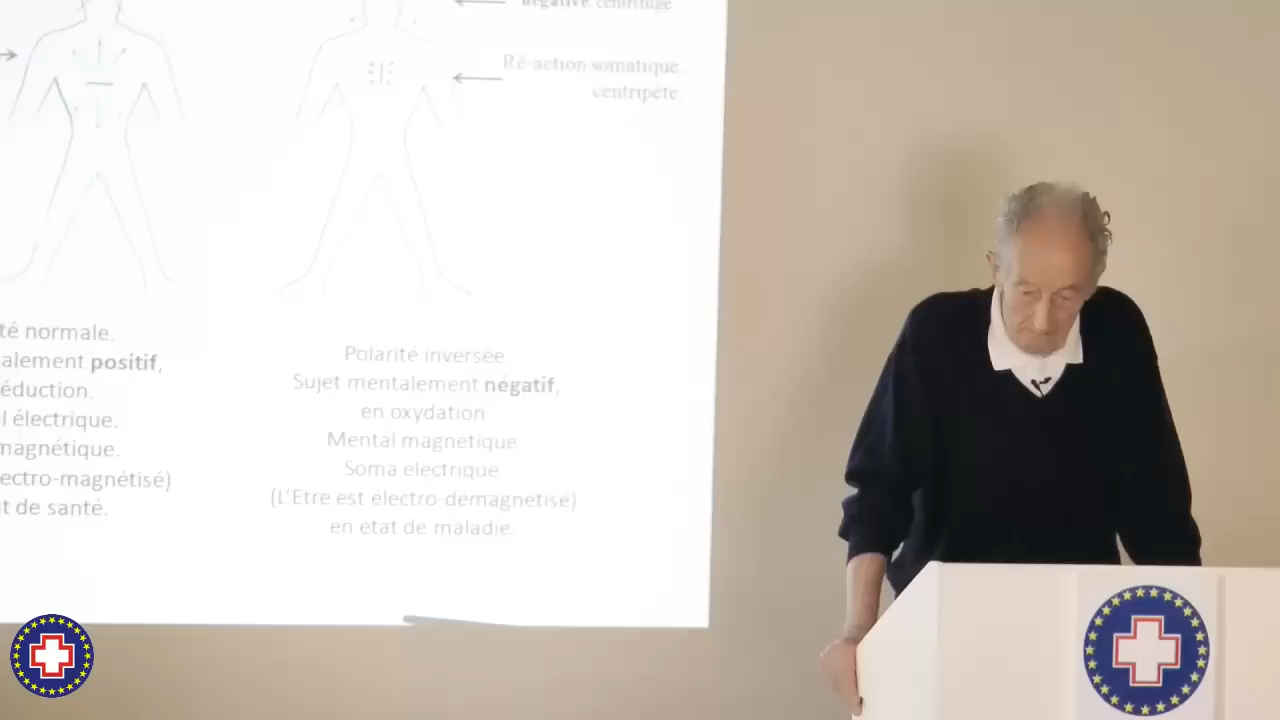 négative, centrifuge
Ré-action somatique,
centripète.
té normale.
alement positif,
éduction.
l électrique.
magnétique.
ectro-magnétisé)
t de santé.
Polarité inversée.
Sujet mentalement négatif,
en oxydation.
Mental magnétique.
Soma électrique.
(L'Etre est électro-démagnétisé)
en état de maladie.